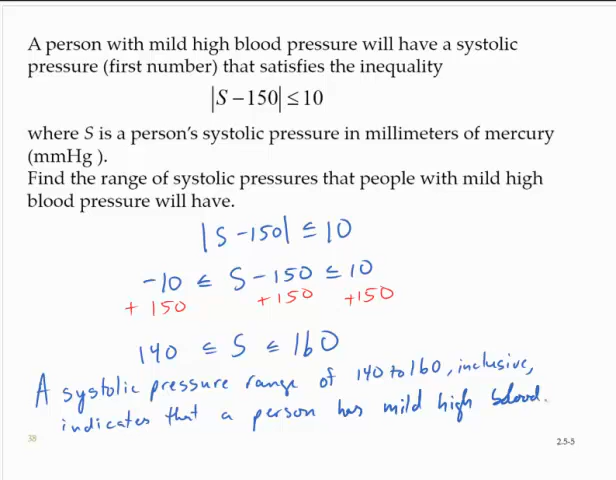 A person with mild high blood pressure will have a systolic
pressure (first number) that satisfies the inequality
|S − 150| ≤ 10
where S is a person's systolic pressure in millimeters of mercury
(mmHg ).
Find the range of systolic pressures that people with mild high
blood pressure will have.
|S - 150| ≤ 10
-10 ≤ S - 150 ≤ 10
+ 150 +150 +150
140 ≤ S ≤ 160
A systolic pressure range of 140 to 160, inclusive,
indicates that a person has mild high blood.
38
2.5-5